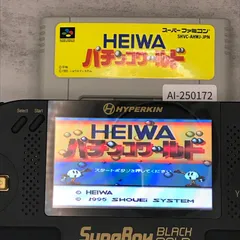 スーパーファミコン
SHVC-AHWJ-JPN
HEIWA
パチンコワールド
AI-250172
HYPERKIN
HEIWA
パチンコワールド
スタートボタンを押してください。
© HEIWA
© 1995 SHOUEI SYSTEM
SUPABOY BLACK
GOLD